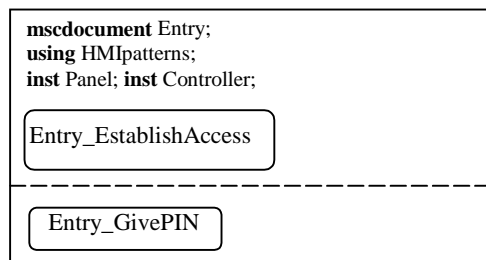 mscdocument Entry;
using HMIpatterns;
inst Panel; inst Controller;
Entry_EstablishAccess
Entry_GivePIN